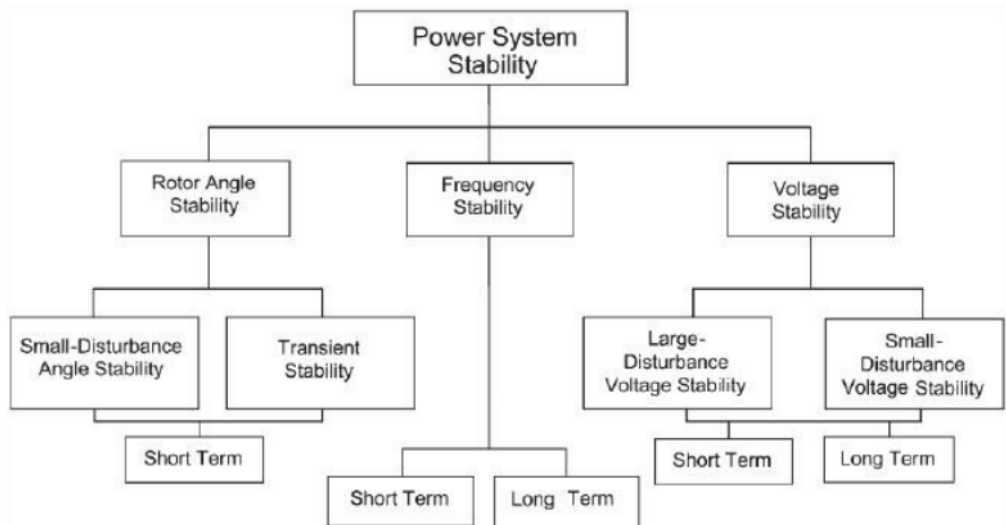 Power System
Stability
Rotor Angle
Stability
Frequency
Stability
Voltage
Stability
Small-Disturbance
Angle Stability
Transient
Stability
Large-
Disturbance
Voltage Stability
Small-
Disturbance
Voltage Stability
Short Term
Short Term
Long Term
Short Term
Long Term